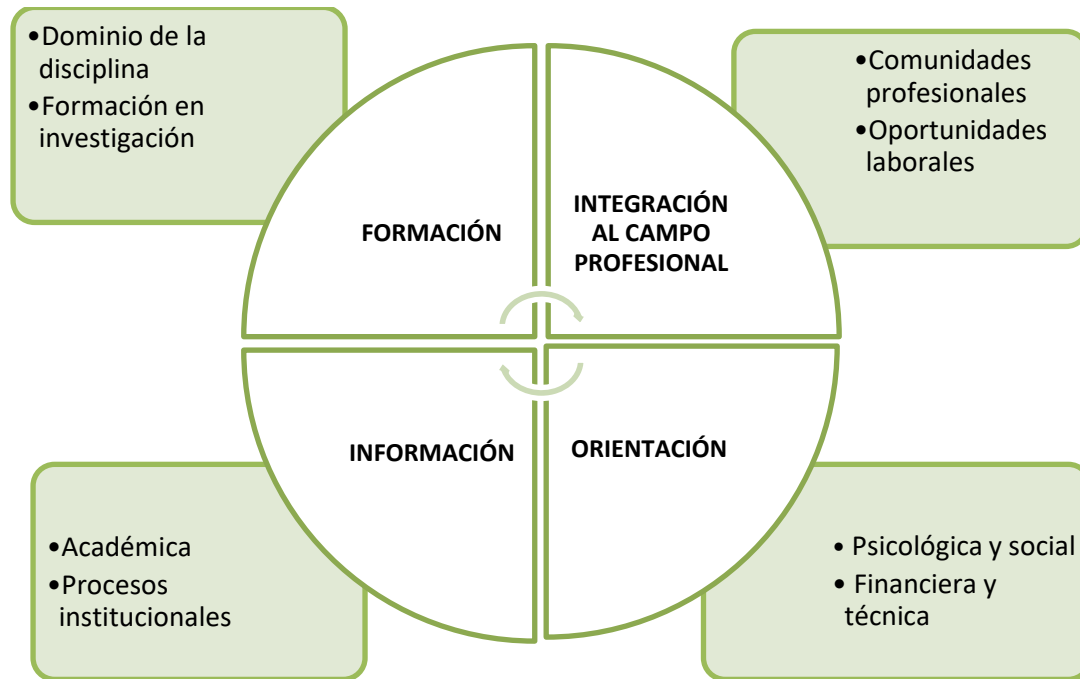 •Dominio de la
disciplina
•Formación en
investigación
•Comunidades
profesionales
•Oportunidades
laborales
FORMACIÓN
INTEGRACIÓN
AL CAMPO
PROFESIONAL
INFORMACIÓN
ORIENTACIÓN
•Académica
•Procesos
institucionales
• Psicológica y social
• Financiera y
técnica